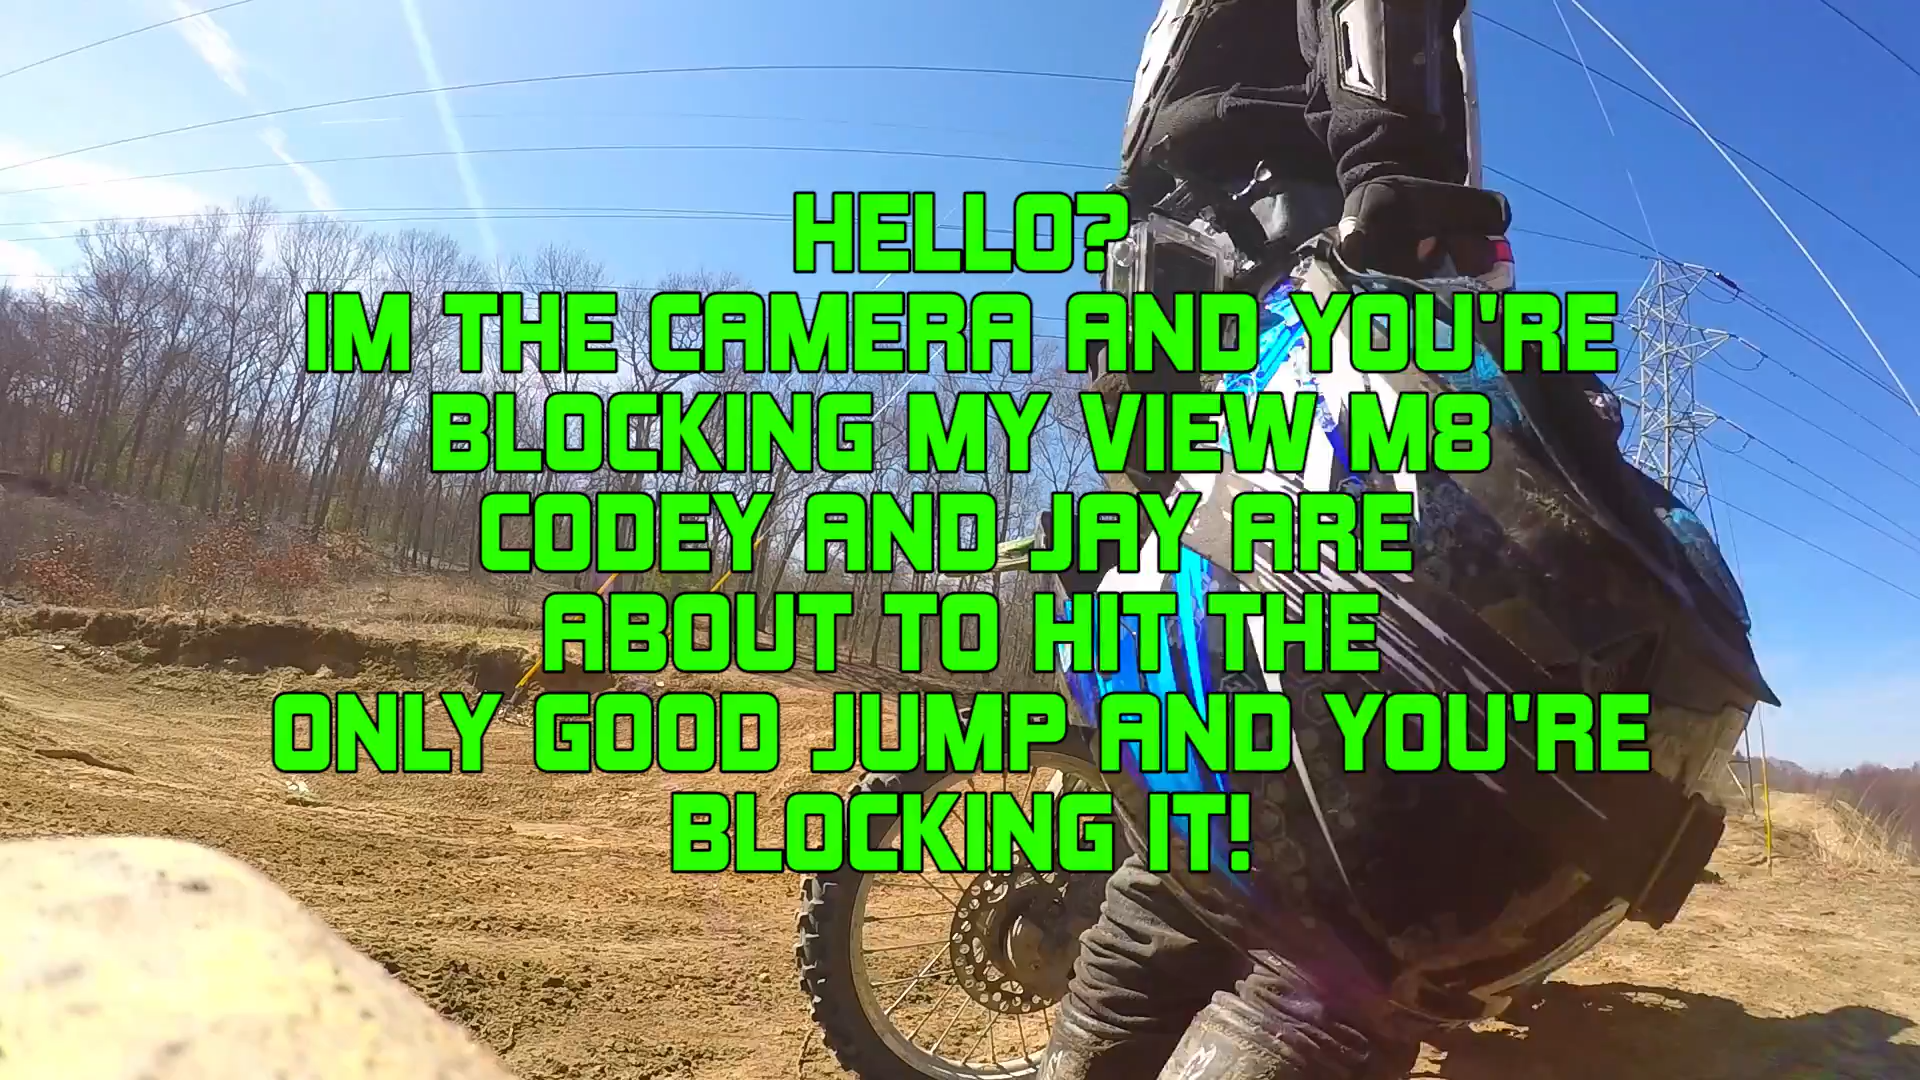 HELLO?
IM THE CAMERA AND YOU'RE
BLOCKING MY VIEW M8
CODEY AND JAY ARE
ABOUT TO HIT THE
ONLY GOOD JUMP AND YOU'RE
BLOCKING IT!